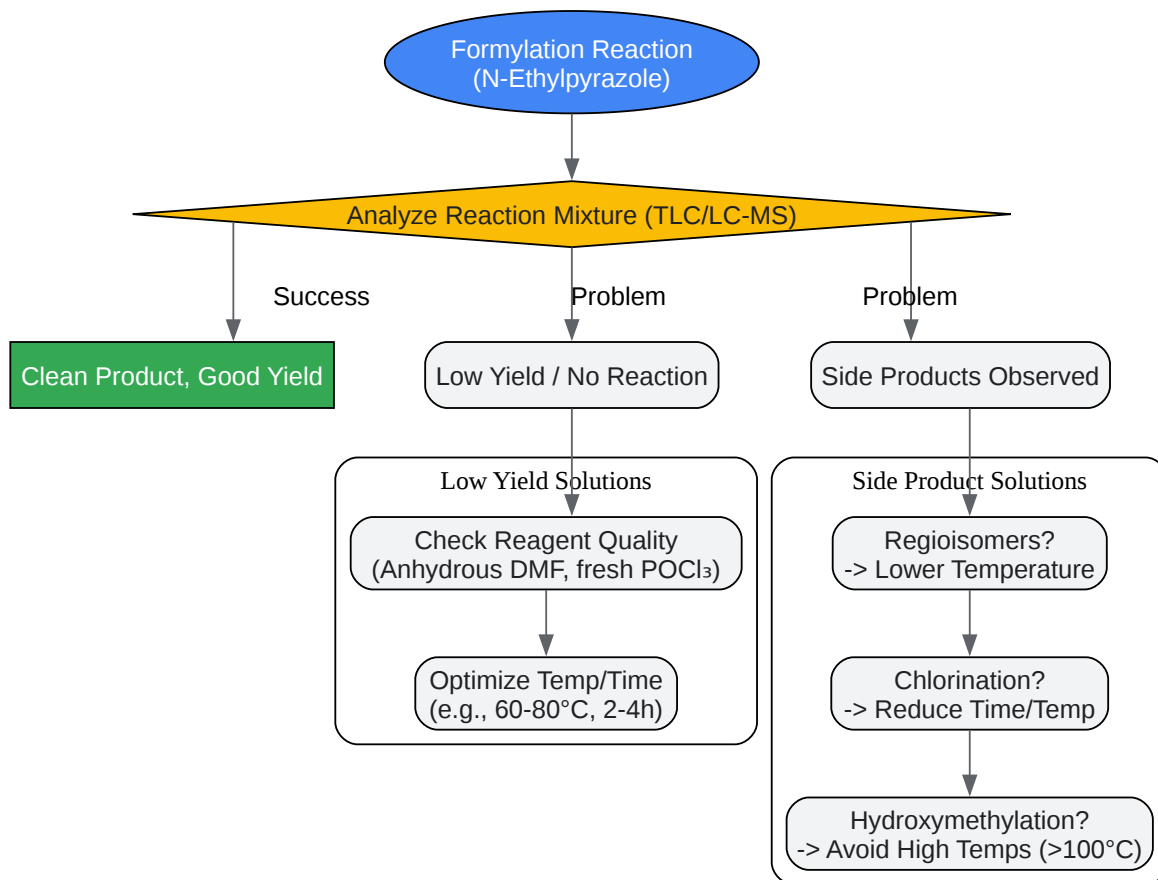 Formylation Reaction
(N-Ethylpyrazole)
Analyze Reaction Mixture (TLC/LC-MS)
Success
Problem
Problem
Clean Product, Good Yield
Low Yield / No Reaction
Side Products Observed
Low Yield Solutions
Check Reagent Quality
(Anhydrous DMF, fresh POCl₃)
Optimize Temp/Time
(e.g., 60-80°C, 2-4h)
Side Product Solutions
Regioisomers?
-> Lower Temperature
Chlorination?
-> Reduce Time/Temp
Hydroxymethylation?
-> Avoid High Temps (>100°C)